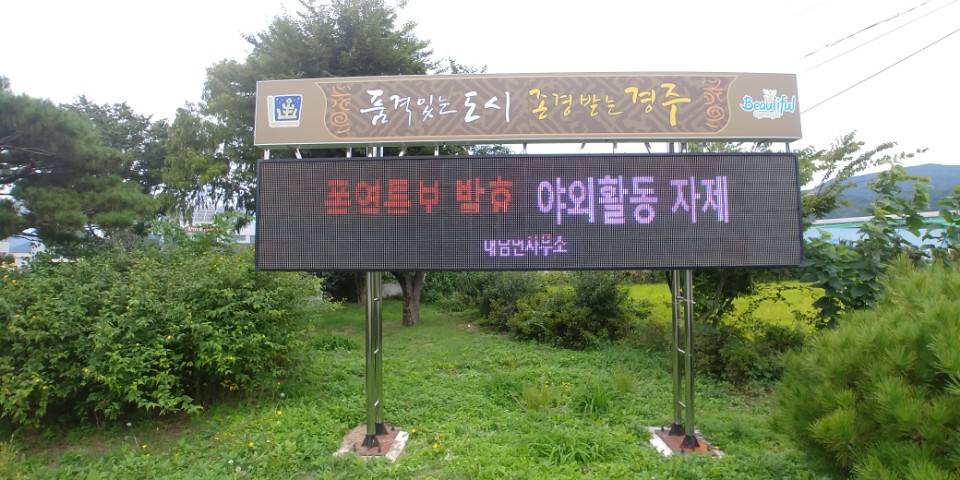 품격있는 도시 존경받는 경주
Beautiful
폭염특보 발효 야외활동 자제
내남면사무소